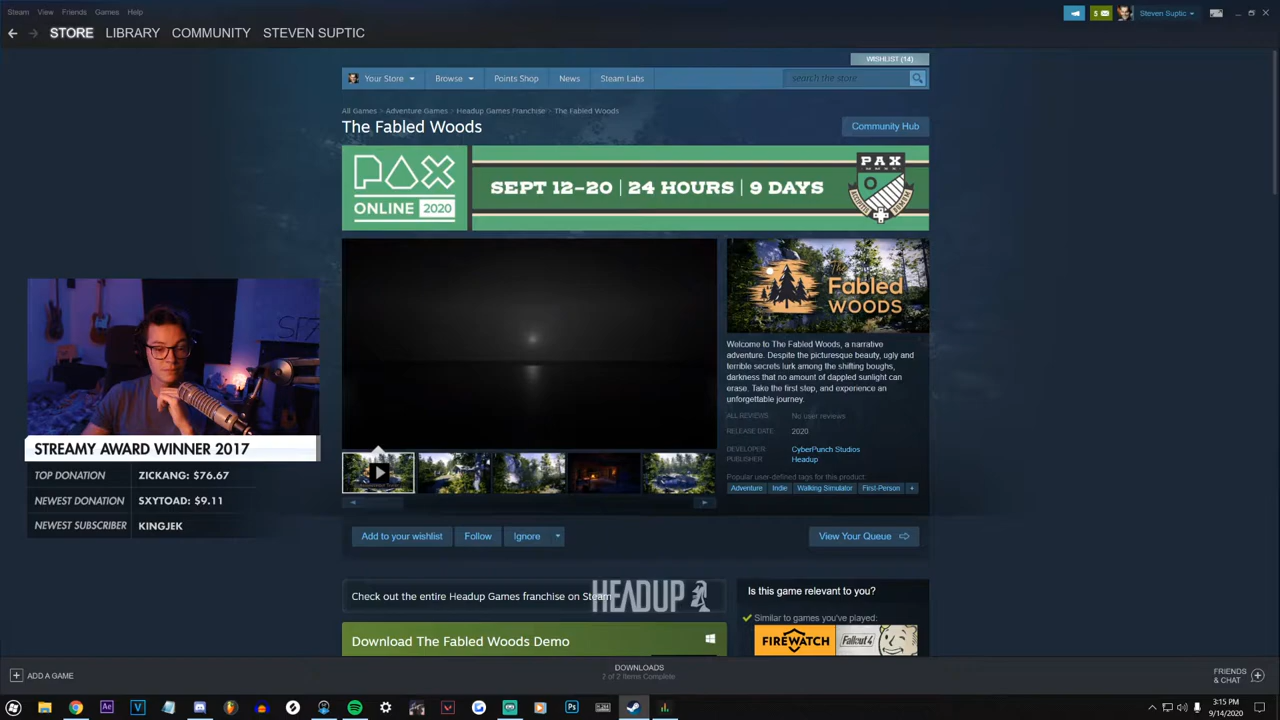 Steam View Friends Games Help
Steven Suptic
STORE LIBRARY COMMUNITY STEVEN SUPTIC
WISHLIST (14)
Your Store Browse Points Shop News Steam Labs
search the store
All Games > Adventure Games > Headup Games Franchise > The Fabled Woods
The Fabled Woods
Community Hub
PAX
ONLINE 2020
SEPT 12-20 | 24 HOURS | 9 DAYS
PAX
The
Fabled
WOODS
Welcome to The Fabled Woods, a narrative
adventure. Despite the picturesque beauty, ugly and
terrible secrets lurk among the shifting boughs,
darkness that no amount of dappled sunlight can
erase. Take the first step, and experience an
unforgettable journey.
ALL REVIEWS: No user reviews
RELEASE DATE: 2020
DEVELOPER: CyberPunch Studios
PUBLISHER: Headup
Popular user-defined tags for this product:
Adventure Indie Walking Simulator First-Person +
STREAMY AWARD WINNER 2017
TOP DONATION ZICKANG: $76.67
NEWEST DONATION SXYTOAD: $9.11
NEWEST SUBSCRIBER KINGJEK
Add to your wishlist Follow Ignore
View Your Queue
Check out the entire Headup Games franchise on Steam
HEADUP
Is this game relevant to you?
Similar to games you've played:
FIREWATCH
Fallout 4
Download The Fabled Woods Demo
ADD A GAME
DOWNLOADS
2 of 2 Items Complete
FRIENDS
& CHAT
3:15 PM
9/14/2020